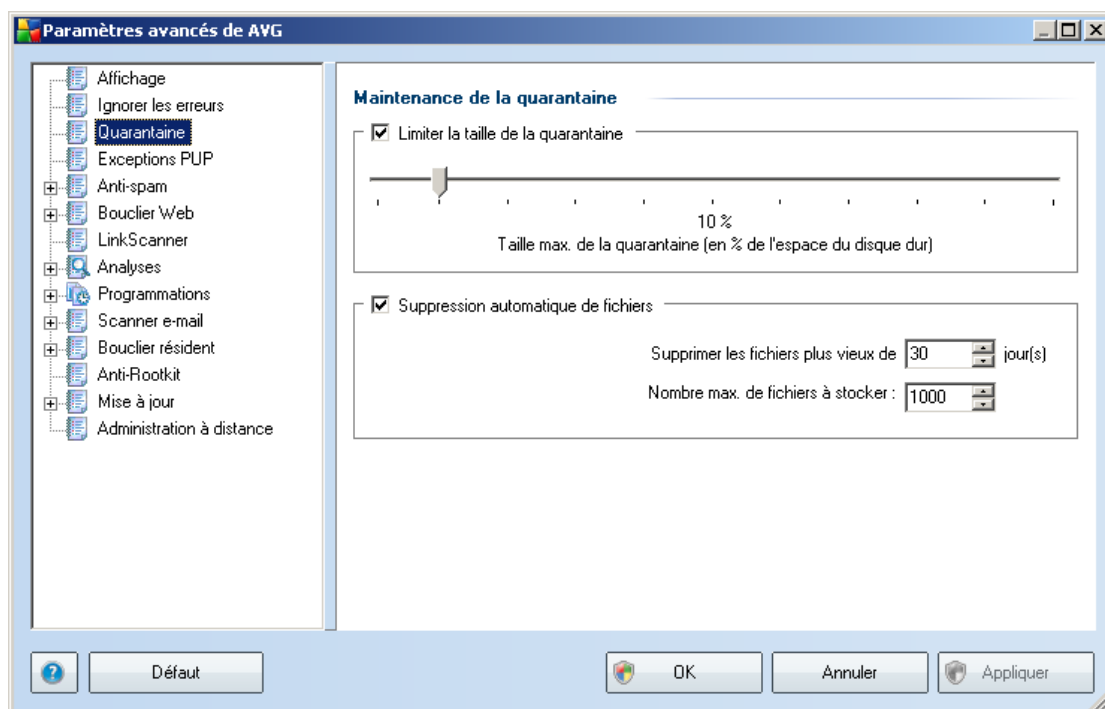 Paramètres avancés de AVG
Affichage
Ignorer les erreurs
Quarantaine
Exceptions PUP
Anti-spam
Bouclier Web
LinkScanner
Analyses
Programmations
Scanner e-mail
Bouclier résident
Anti-Rootkit
Mise à jour
Administration à distance
Maintenance de la quarantaine
Limiter la taille de la quarantaine
10 %
Taille max. de la quarantaine (en % de l'espace du disque dur)
Suppression automatique de fichiers
Supprimer les fichiers plus vieux de 30 jour(s)
Nombre max. de fichiers à stocker : 1000
Défaut
OK
Annuler
Appliquer